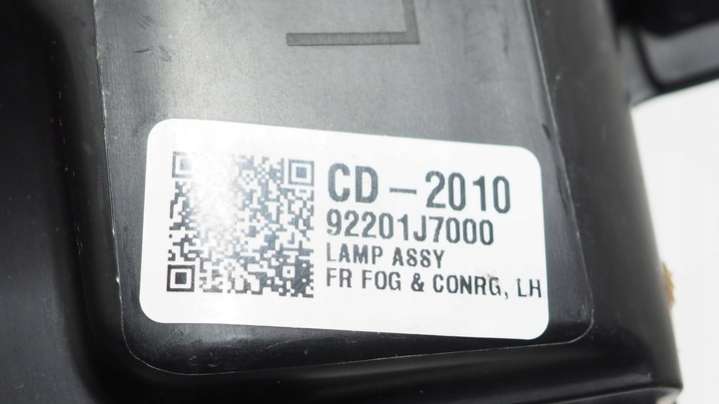 CD-2010
92201J7000
LAMP ASSY
FR FOG & CONRG, LH